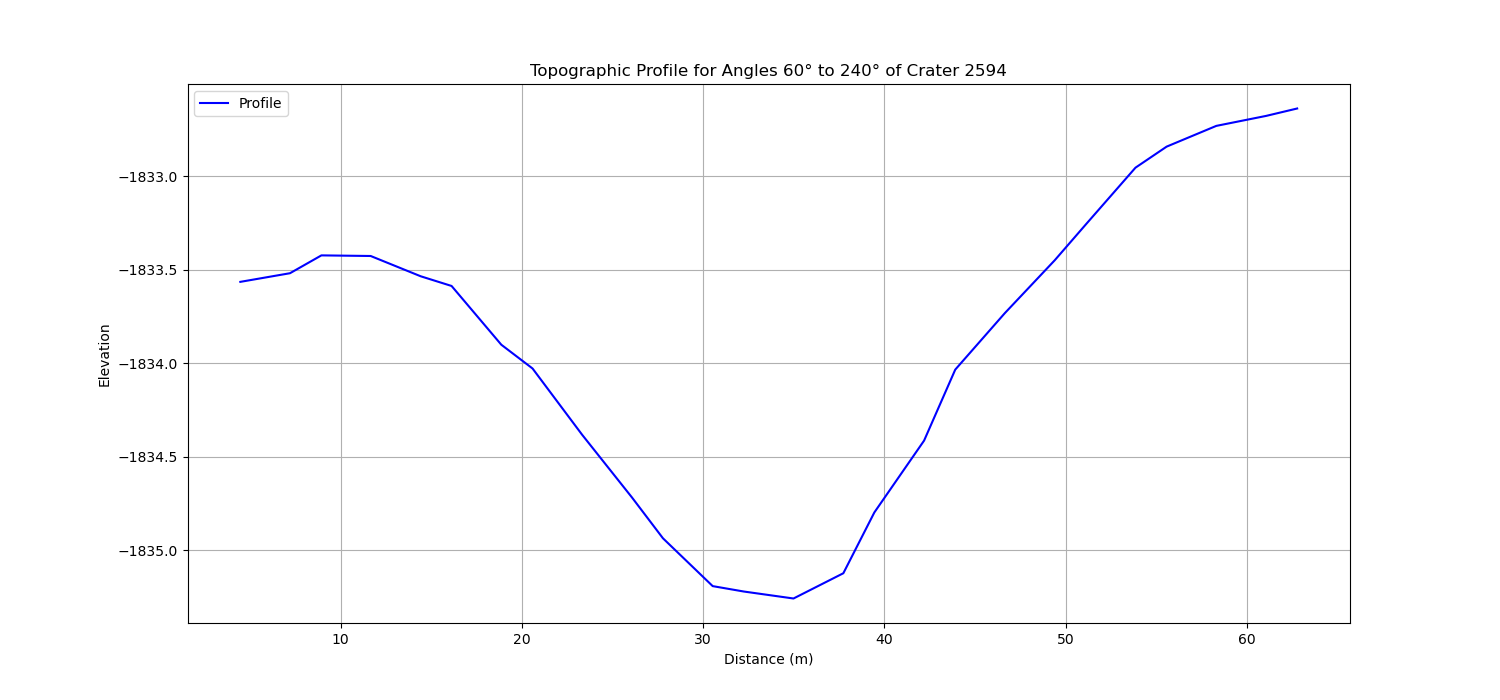 Topographic Profile for Angles 60° to 240° of Crater 2594
Profile
−1833.0
−1833.5
−1834.0
−1834.5
−1835.0
Elevation
10 20 30 40 50 60
Distance (m)